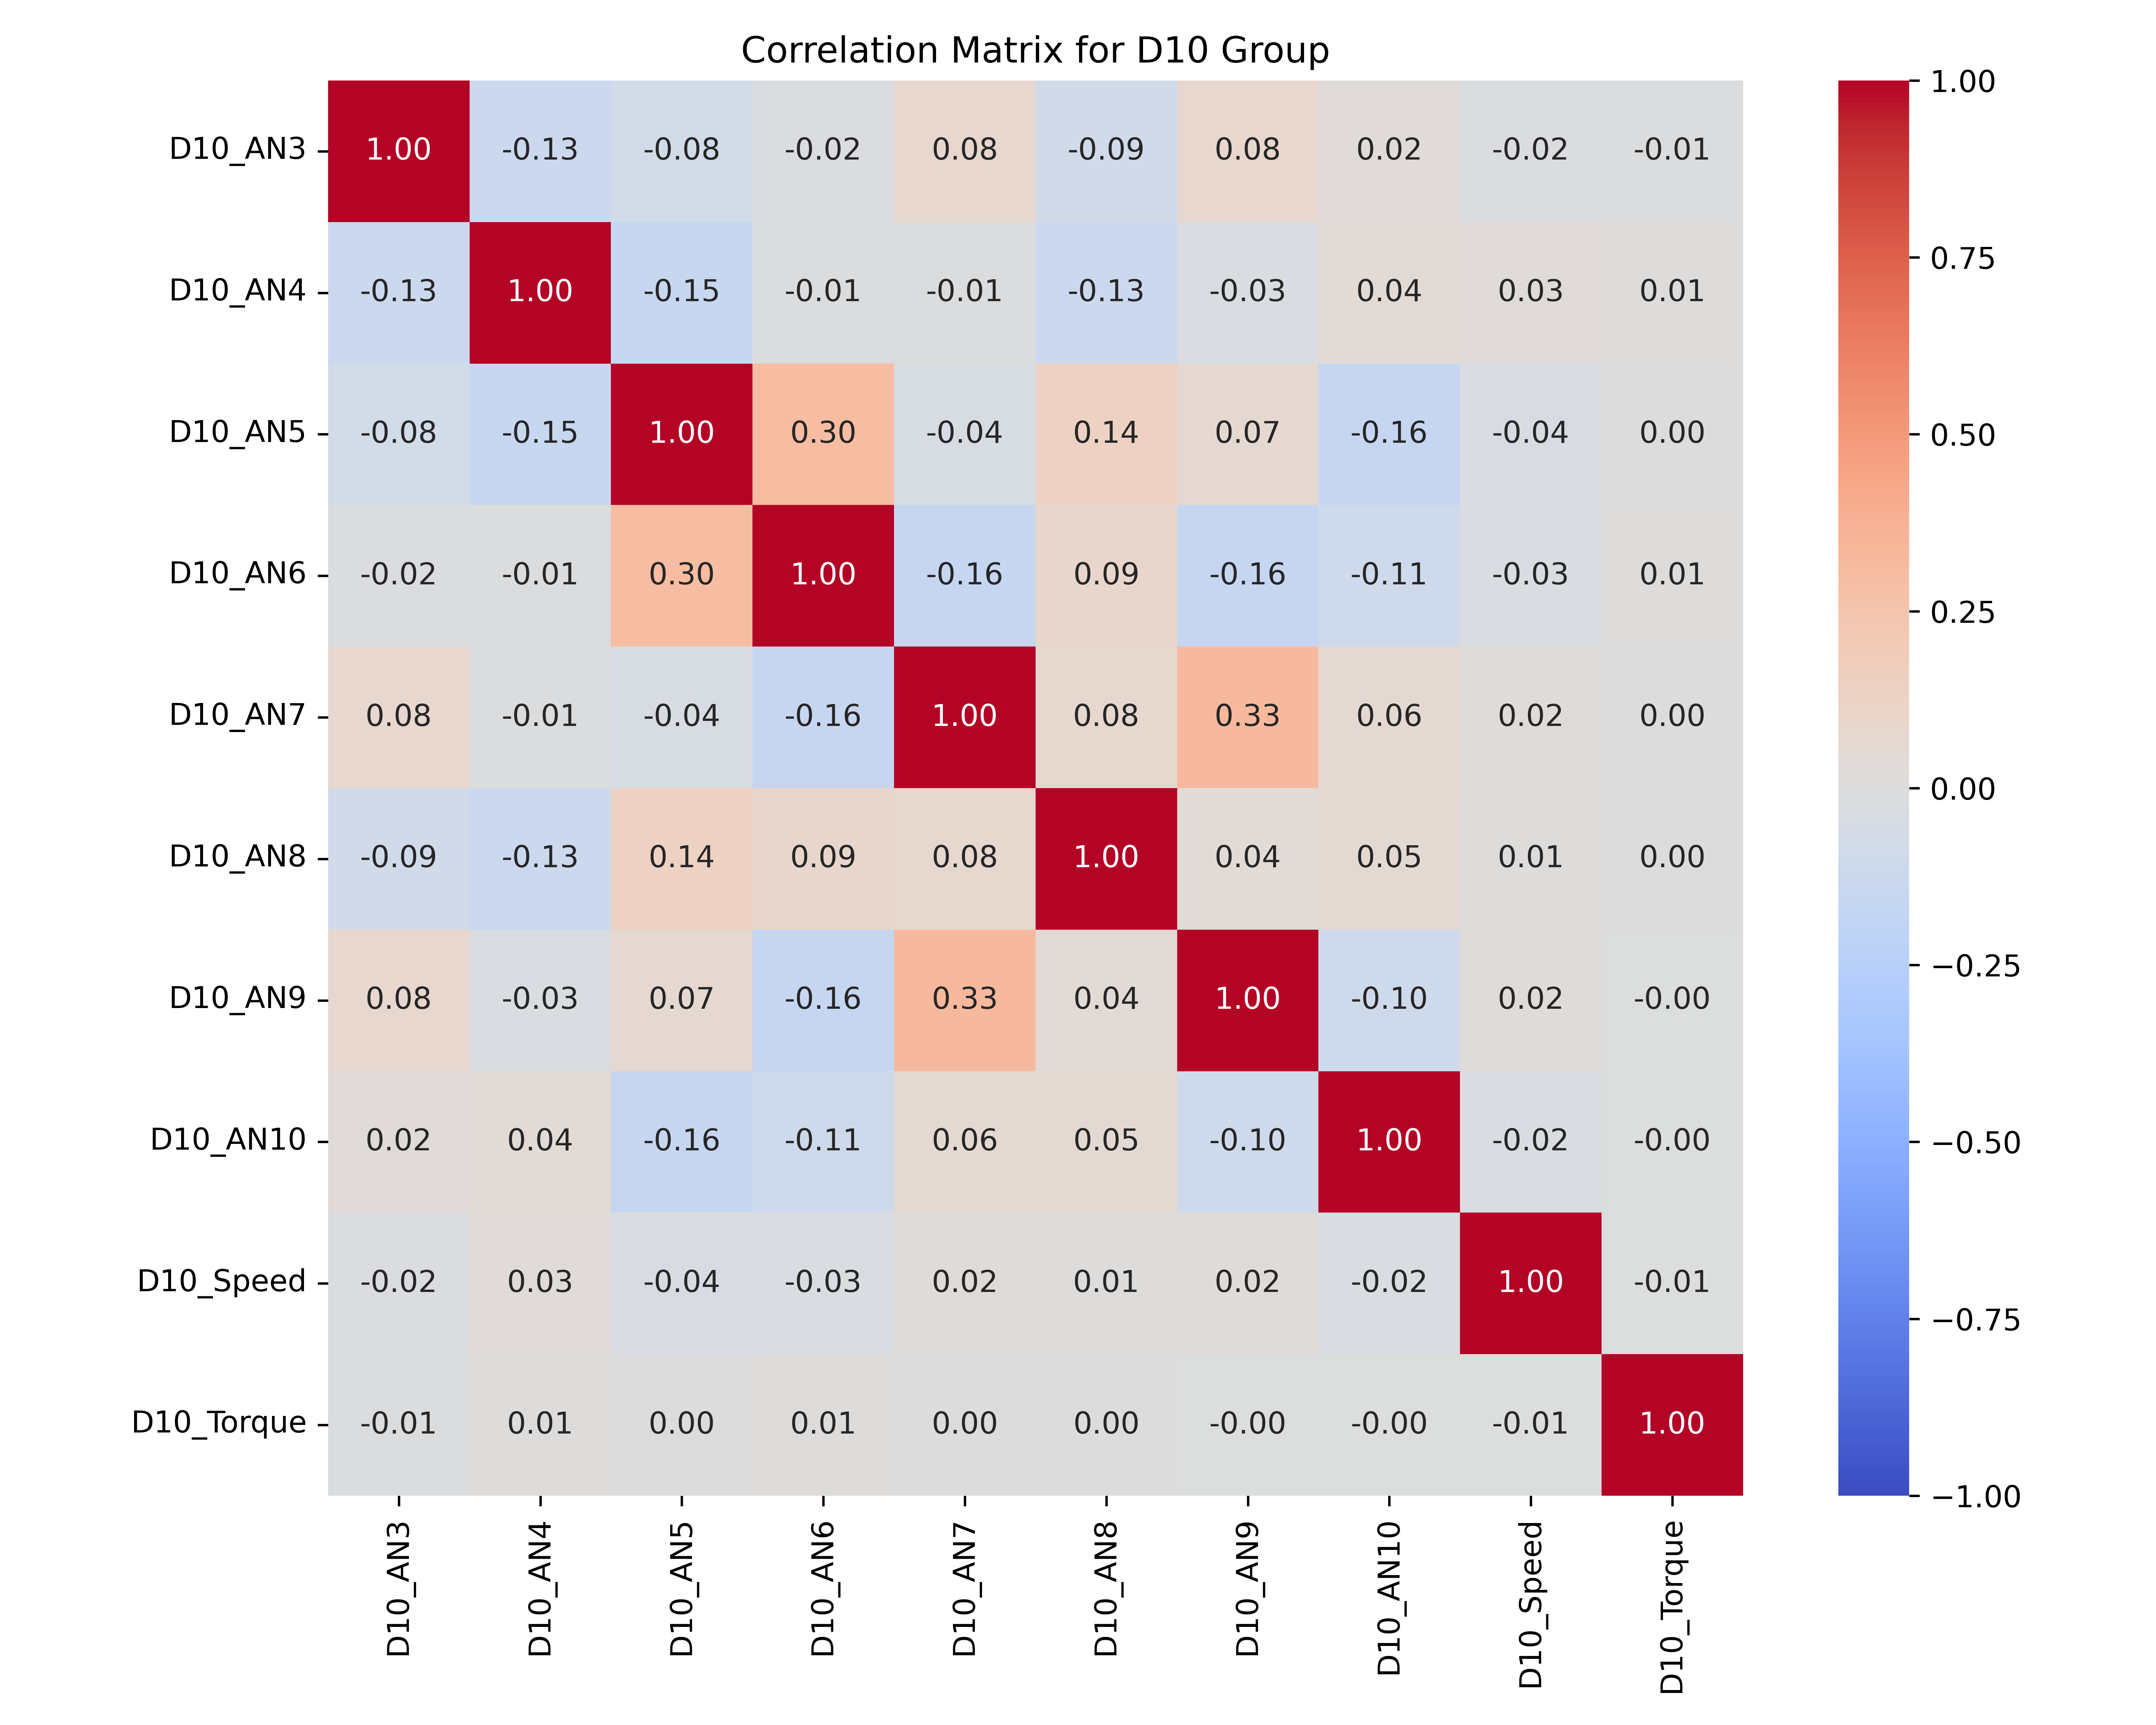 Correlation Matrix for D10 Group
D10_AN3 1.00 -0.13 -0.08 -0.02 0.08 -0.09 0.08 0.02 -0.02 -0.01
D10_AN4 -0.13 1.00 -0.15 -0.01 -0.01 -0.13 -0.03 0.04 0.03 0.01
D10_AN5 -0.08 -0.15 1.00 0.30 -0.04 0.14 0.07 -0.16 -0.04 0.00
D10_AN6 -0.02 -0.01 0.30 1.00 -0.16 0.09 -0.16 -0.11 -0.03 0.01
D10_AN7 0.08 -0.01 -0.04 -0.16 1.00 0.08 0.33 0.06 0.02 0.00
D10_AN8 -0.09 -0.13 0.14 0.09 0.08 1.00 0.04 0.05 0.01 0.00
D10_AN9 0.08 -0.03 0.07 -0.16 0.33 0.04 1.00 -0.10 0.02 -0.00
D10_AN10 0.02 0.04 -0.16 -0.11 0.06 0.05 -0.10 1.00 -0.02 -0.00
D10_Speed -0.02 0.03 -0.04 -0.03 0.02 0.01 0.02 -0.02 1.00 -0.01
D10_Torque -0.01 0.01 0.00 0.01 0.00 0.00 -0.00 -0.00 -0.01 1.00
D10_AN3 D10_AN4 D10_AN5 D10_AN6 D10_AN7 D10_AN8 D10_AN9 D10_AN10 D10_Speed D10_Torque
1.00
0.75
0.50
0.25
0.00
−0.25
−0.50
−0.75
−1.00